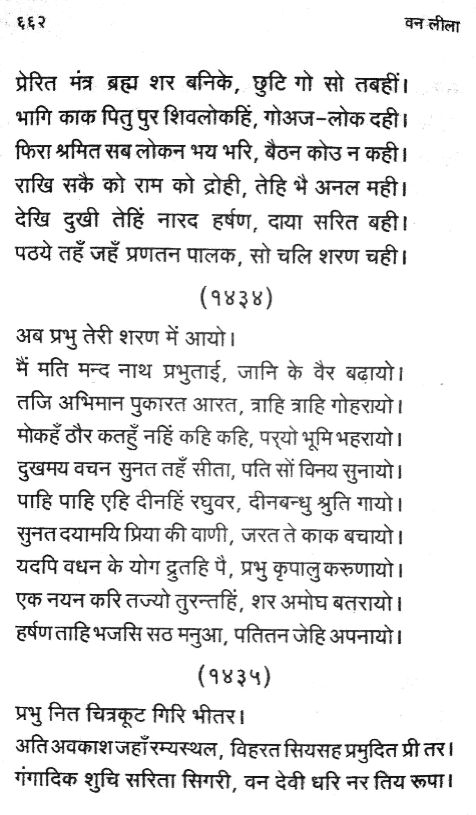 ६६२ वन लीला
प्रेरित मंत्र ब्रह्म शर बनिके, छुटि गो सो तबहीं।
भागि काक पितु पुर शिवलोकहिं, गोअज-लोक दही।
फिरा श्रमित सब लोकन भय भरि, बैठन कोउ न कही।
राखि सकै को राम को द्रोही, तेहि भै अनल मही।
देखि दुखी तेहिं नारद हर्षण, दाया सरित बही।
पठये तहँ जहँ प्रणतन पालक, सो चलि शरण चही।
(१४३४)
अब प्रभु तेरी शरण में आयो।
मैं मति मन्द नाथ प्रभुताई, जानि के वैर बढ़ायो।
तजि अभिमान पुकारत आरत, त्राहि त्राहि गोहरायो।
मोकहँ ठौर कतहुँ नहिं कहि कहि, पर्‌यो भूमि भहरायो।
दुखमय वचन सुनत तहँ सीता, पति सों विनय सुनायो।
पाहि पाहि एहि दीनहिं रघुवर, दीनबन्धु श्रुति गायो।
सुनत दयामयि प्रिया की वाणी, जरत ते काक बचायो।
यदपि वधन के योग द्रुतहि पै, प्रभु कृपालु करुणायो।
एक नयन करि तज्यो तुरन्तहिं, शर अमोघ बतरायो।
हर्षण ताहि भजसि सठ मनुआ, पतितन जेहि अपनायो।
(१४३५)
प्रभु नित चित्रकूट गिरि भीतर।
अति अवकाश जहाँ रम्यस्थल, विहरत सियसह प्रमुदित प्री तर।
गंगादिक शुचि सरिता सिगरी, वन देवी धरि नर तिय रूपा।